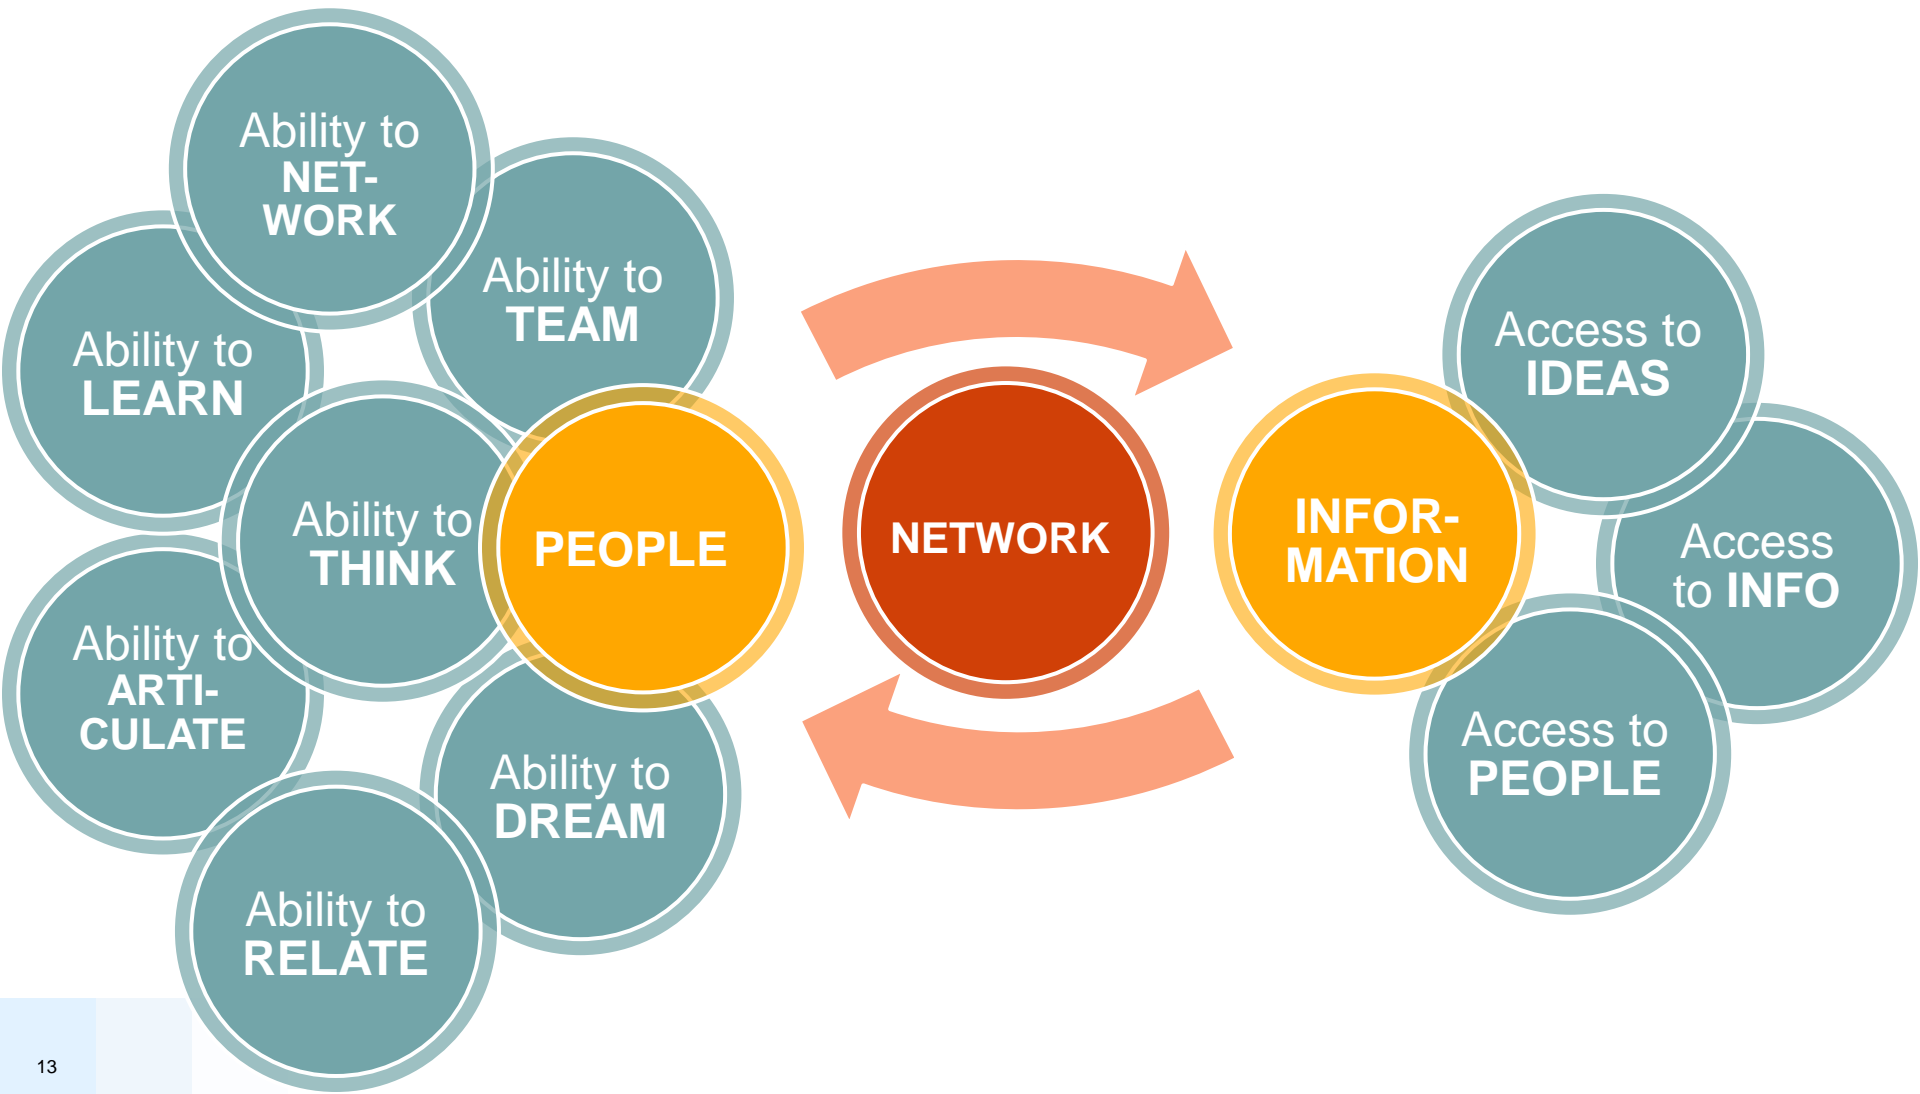 Ability to
NET-
WORK
Ability to
TEAM
Ability to
LEARN
Ability to
THINK
PEOPLE
Ability to
ARTI-
CULATE
Ability to
DREAM
Ability to
RELATE
NETWORK
INFOR-
MATION
Access to
IDEAS
Access
to INFO
Access to
PEOPLE
13